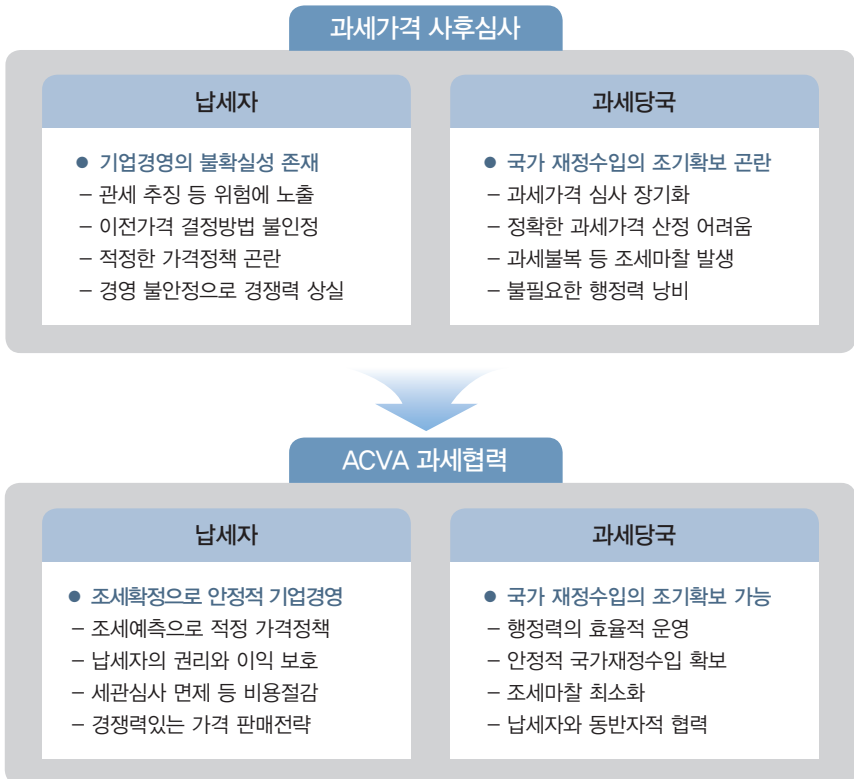 과세가격 사후심사
납세자
● 기업경영의 불확실성 존재
– 관세 추징 등 위험에 노출
– 이전가격 결정방법 불인정
– 적정한 가격정책 곤란
– 경영 불안정으로 경쟁력 상실
과세당국
● 국가 재정수입의 조기확보 곤란
– 과세가격 심사 장기화
– 정확한 과세가격 산정 어려움
– 과세불복 등 조세마찰 발생
– 불필요한 행정력 낭비
ACVA 과세협력
납세자
● 조세확정으로 안정적 기업경영
– 조세예측으로 적정 가격정책
– 납세자의 권리와 이익 보호
– 세관심사 면제 등 비용절감
– 경쟁력있는 가격 판매전략
과세당국
● 국가 재정수입의 조기확보 가능
– 행정력의 효율적 운영
– 안정적 국가재정수입 확보
– 조세마찰 최소화
– 납세자와 동반자적 협력